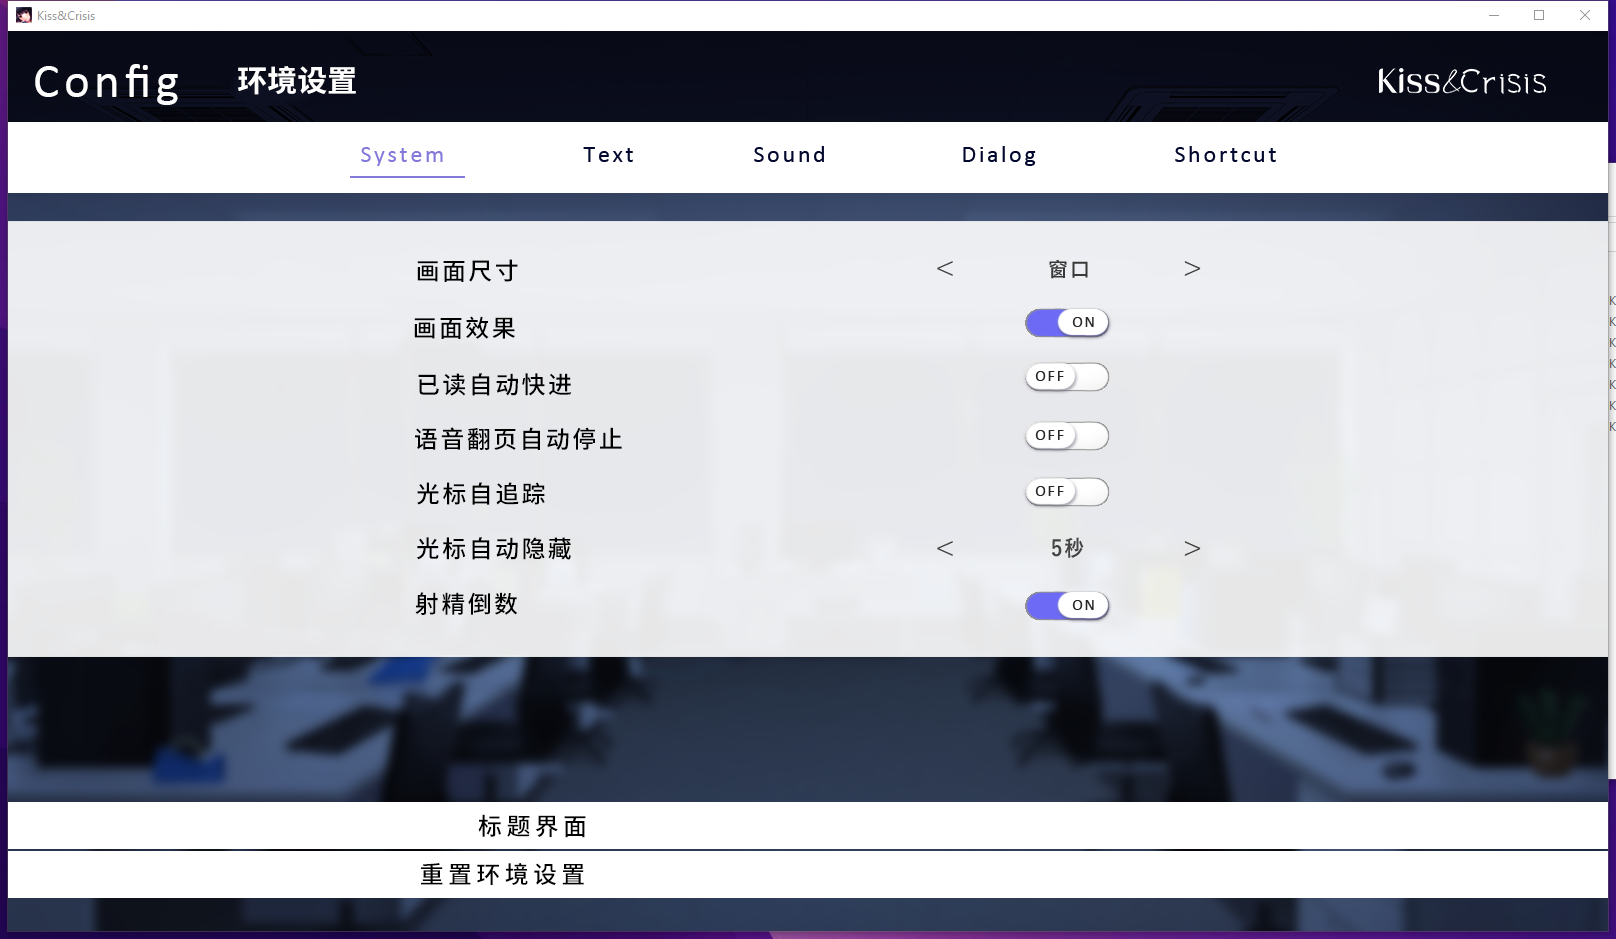 Kiss&Crisis
Config 环境设置 Kiss&Crisis
System Text Sound Dialog Shortcut
画面尺寸 < 窗口 >
画面效果 ON
已读自动快进 OFF
语音翻页自动停止 OFF
光标自追踪 OFF
光标自动隐藏 < 5秒 >
射精倒数 ON
标题界面
重置环境设置
K
K
K
K
K
K
K